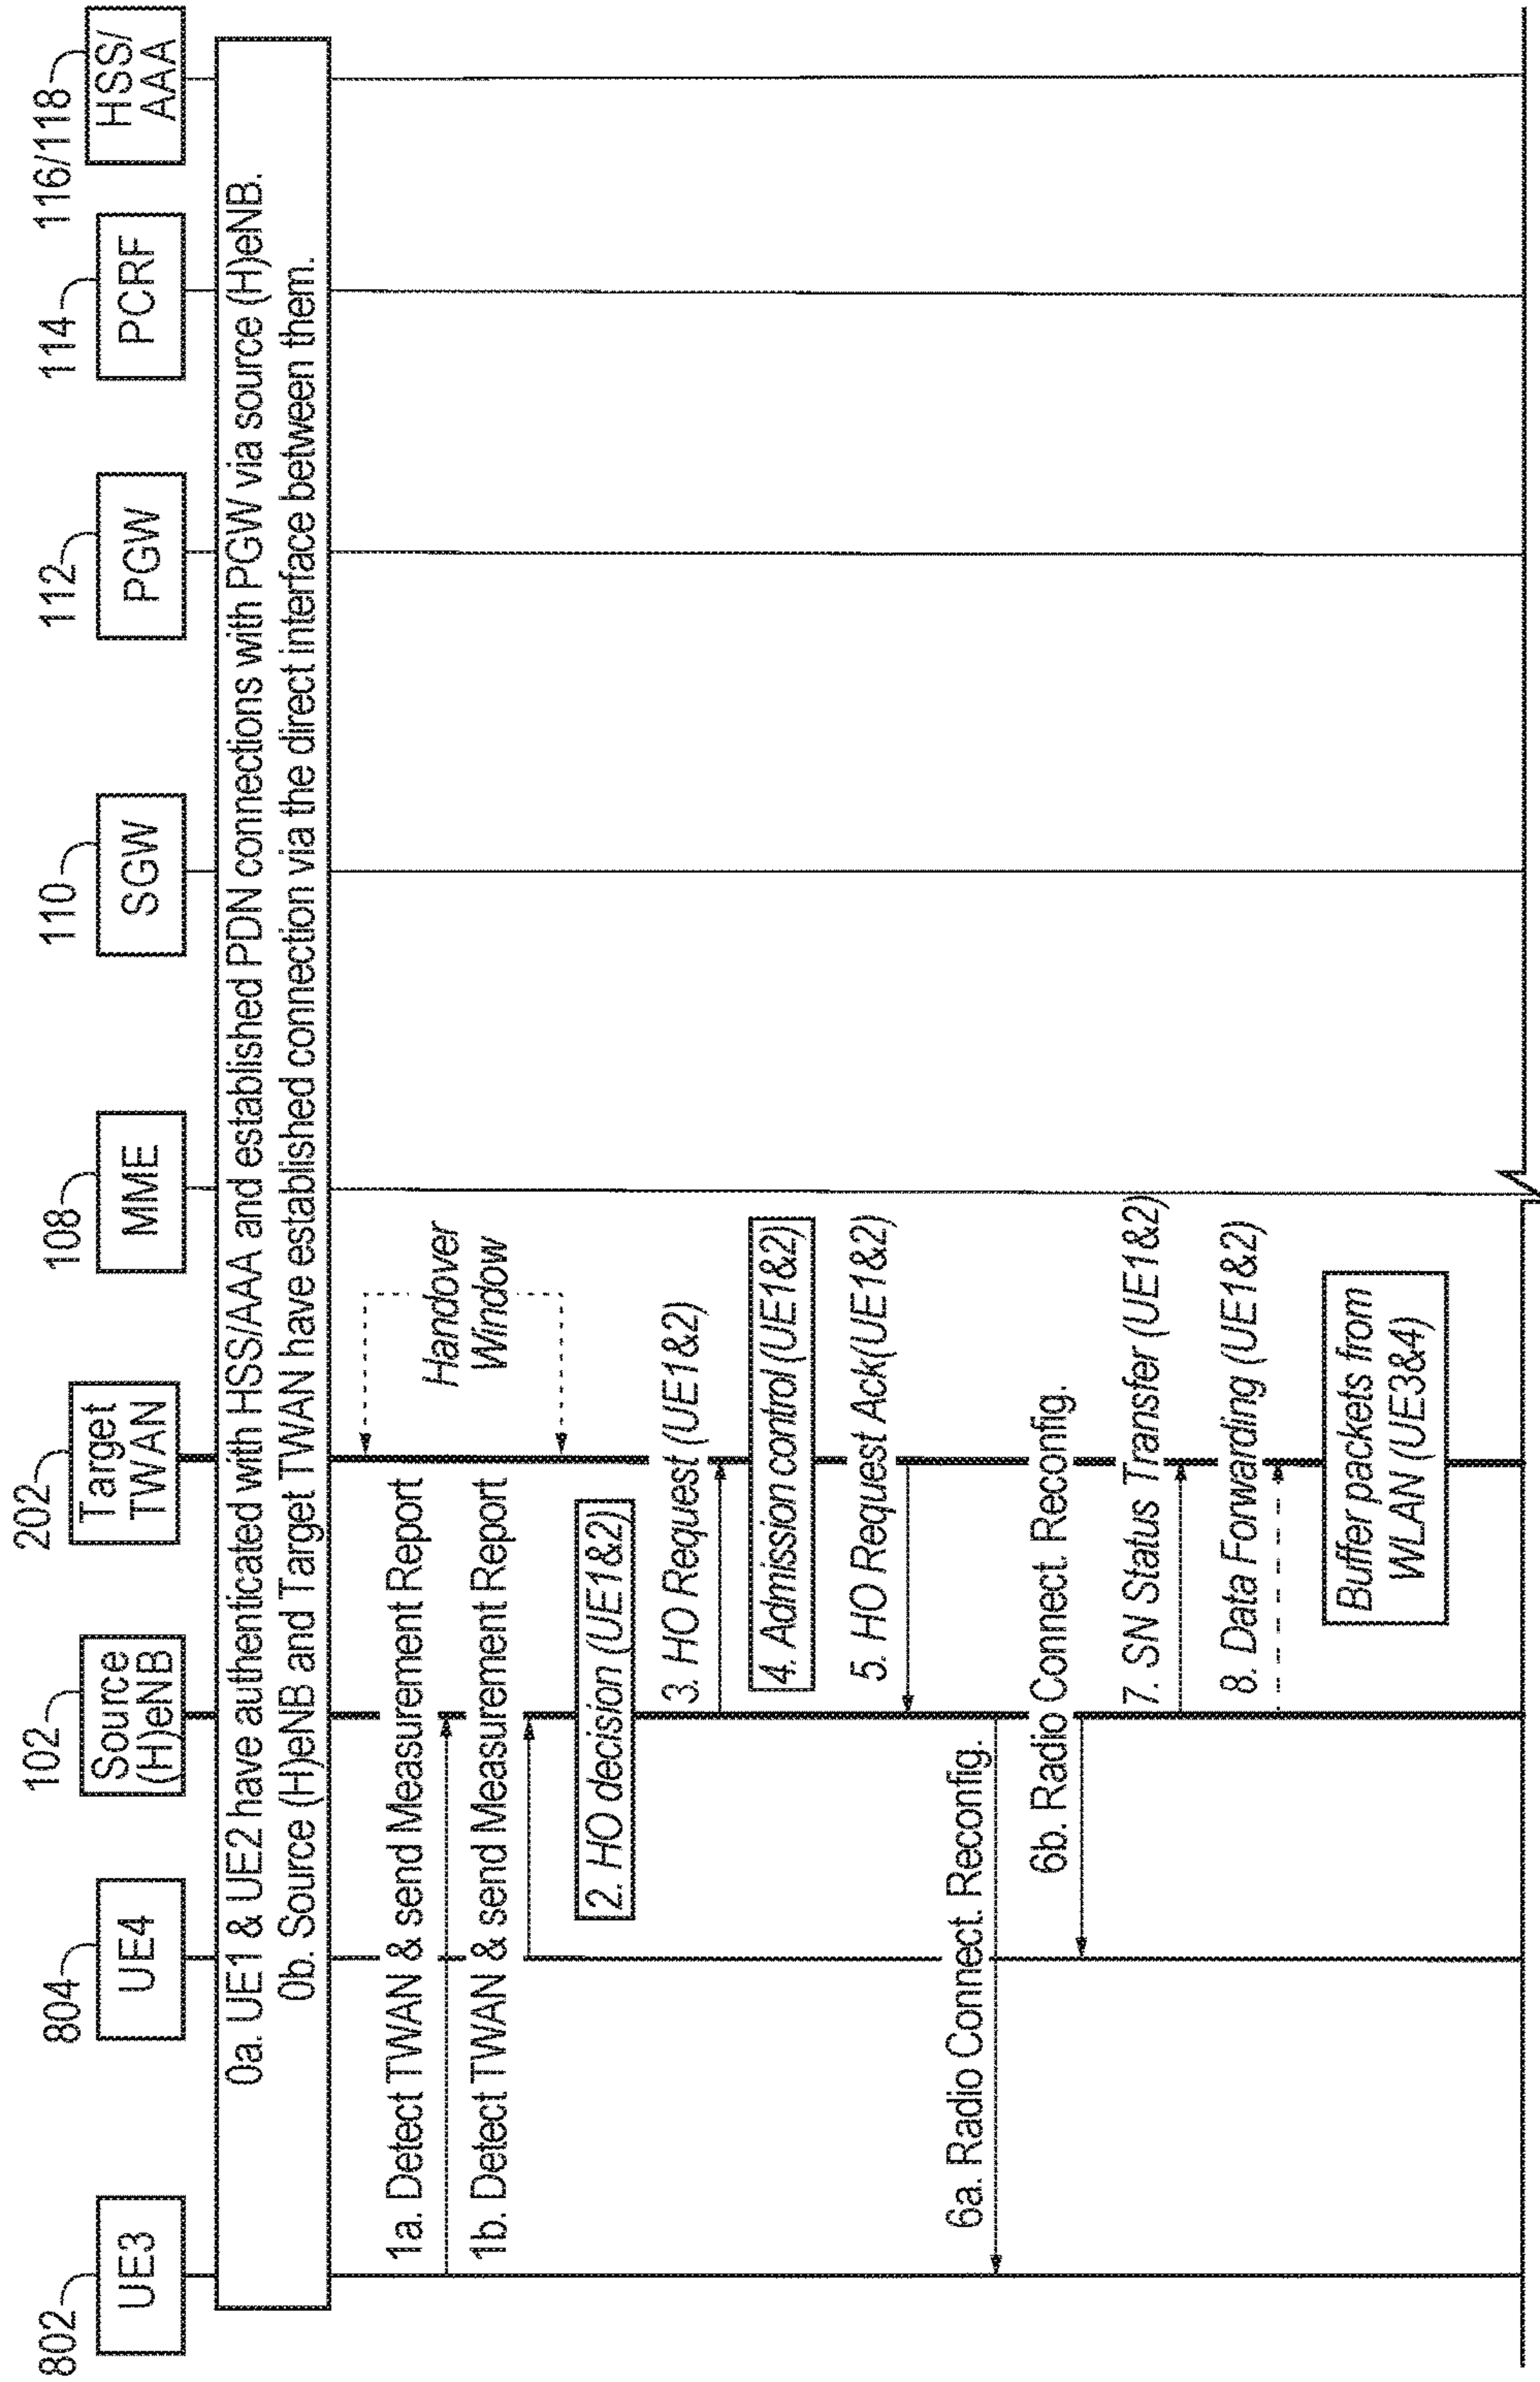 802
804
102
202
108
110
112
114
116/118
UE3
UE4
Source
(H)eNB
Target
TWAN
MME
SGW
PGW
PCRF
HSS/
AAA
0a. UE1 & UE2 have authenticated with HSS/AAA and established PDN connections with PGW via source (H)eNB.
0b. Source (H)eNB and Target TWAN have established connection via the direct interface between them.
1a. Detect TWAN & send Measurement Report
Handover
Window
1b. Detect TWAN & send Measurement Report
2. HO decision (UE1&2)
3. HO Request (UE1&2)
4. Admission control (UE1&2)
5. HO Request Ack(UE1&2)
6a. Radio Connect. Reconfig.
6b. Radio Connect. Reconfig.
7. SN Status Transfer (UE1&2)
8. Data Forwarding (UE1&2)
Buffer packets from
WLAN (UE3&4)